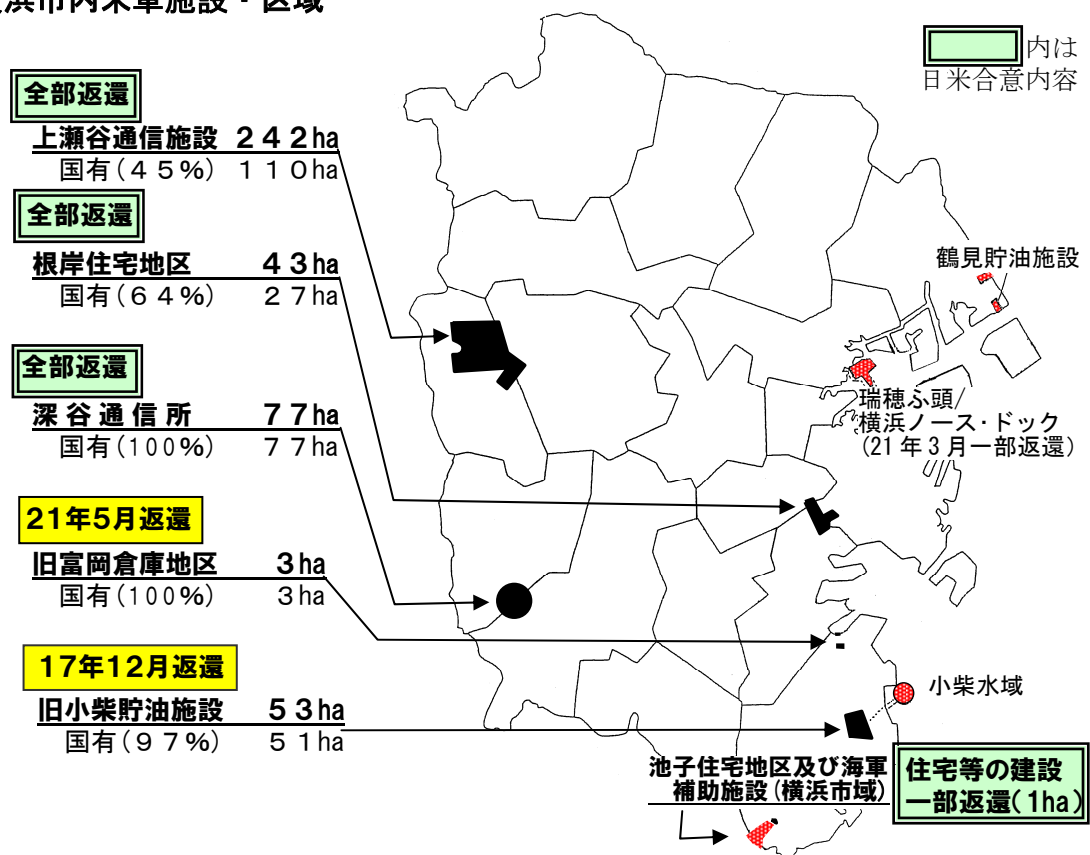 浜市内米軍施設・区域
内は
日米合意内容
全部返還
上瀬谷通信施設 242ha
国有(45%) 110ha
全部返還
根岸住宅地区 43ha
国有(64%) 27ha
全部返還
深谷通信所 77ha
国有(100%) 77ha
21年5月返還
旧富岡倉庫地区 3ha
国有(100%) 3ha
17年12月返還
旧小柴貯油施設 53ha
国有(97%) 51ha
鶴見貯油施設
瑞穂ふ頭/
横浜ノース・ドック
(21年3月一部返還)
小柴水域
池子住宅地区及び海軍
補助施設(横浜市域)
住宅等の建設
一部返還(1ha)